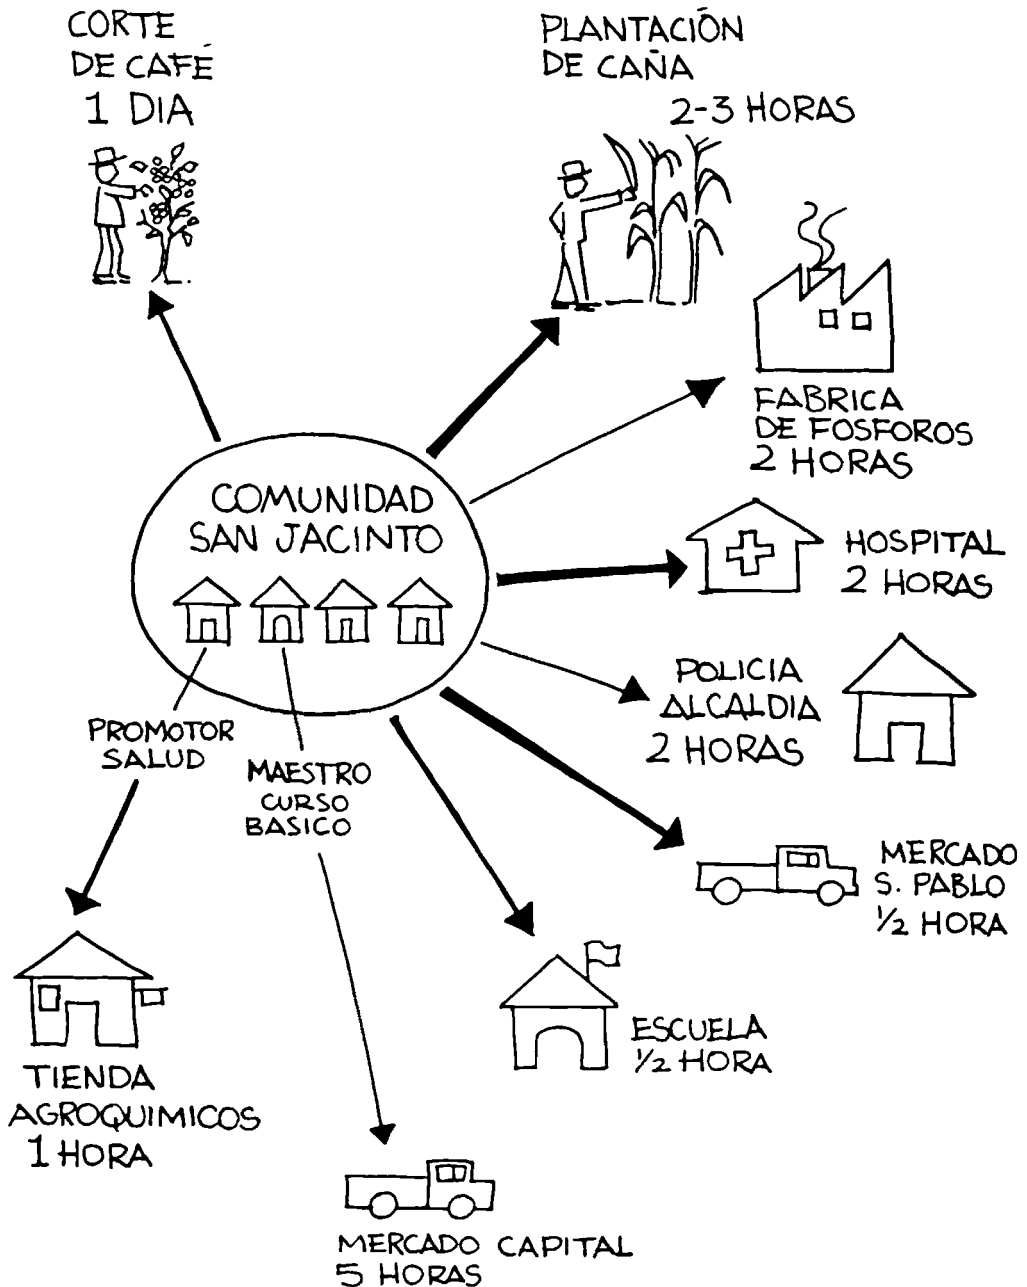 CORTE
DE CAFÉ
1 DIA
PLANTACIÓN
DE CAÑA
2-3 HORAS
FABRICA
DE FOSFOROS
2 HORAS
COMUNIDAD
SAN JACINTO
HOSPITAL
2 HORAS
POLICIA
ALCALDIA
2 HORAS
PROMOTOR
SALUD
MAESTRO
CURSO
BASICO
MERCADO
S. PABLO
1/2 HORA
ESCUELA
1/2 HORA
TIENDA
AGROQUIMICOS
1 HORA
MERCADO CAPITAL
5 HORAS